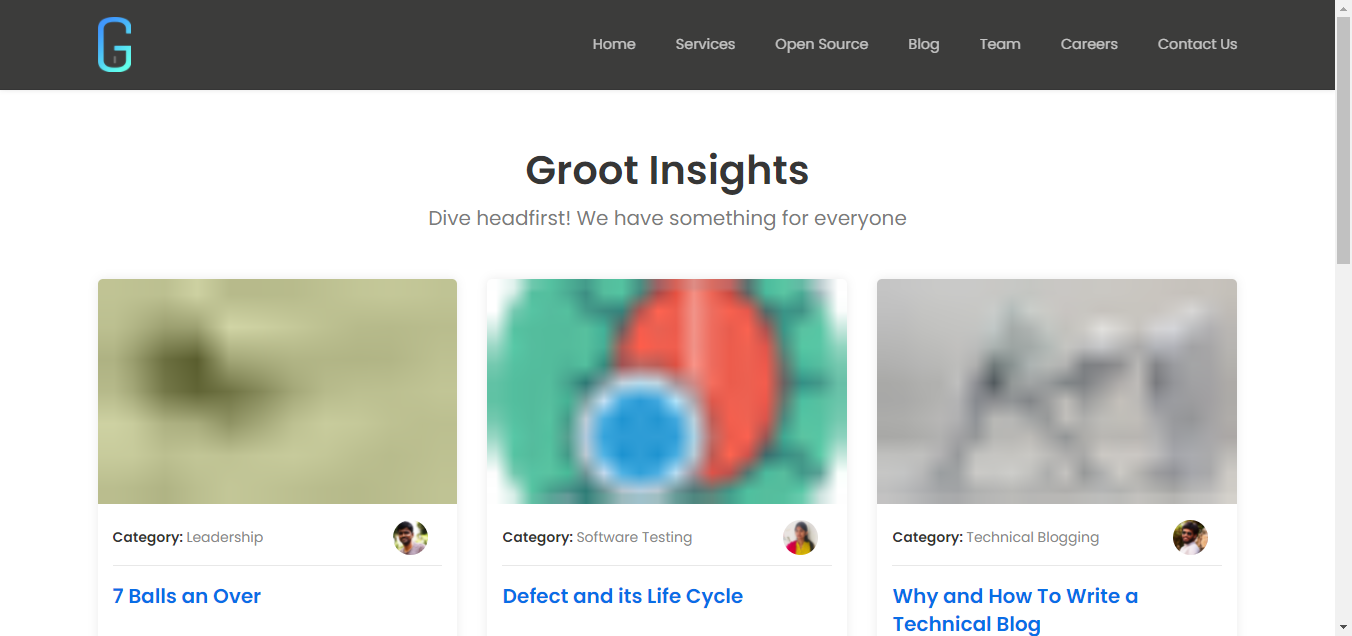 G
Home Services Open Source Blog Team Careers Contact Us
Groot Insights
Dive headfirst! We have something for everyone
Category: Leadership
7 Balls an Over
Category: Software Testing
Defect and its Life Cycle
Category: Technical Blogging
Why and How To Write a
Technical Blog